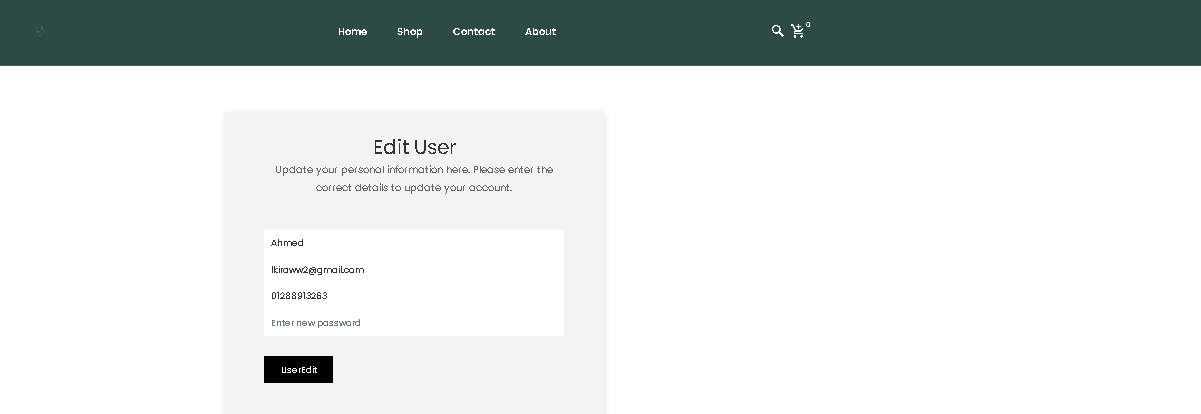 Home Shop Contact About 0
Edit User
Update your personal information here. Please enter the
correct details to update your account.
Ahmed
lkiraww2@gmail.com
01288913263
Enter new password
UserEdit